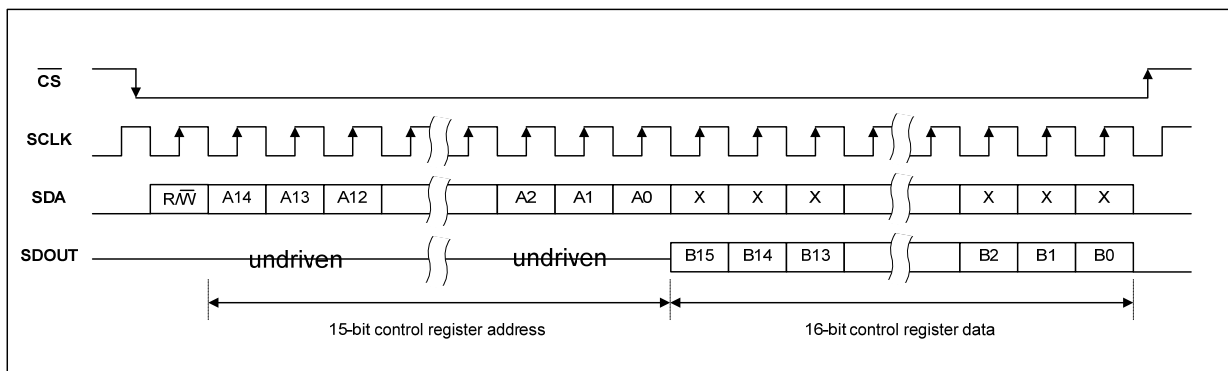 CS
SCLK
SDA R/W A14 A13 A12 A2 A1 A0 X X X X X X
SDOUT undriven undriven B15 B14 B13 B2 B1 B0
15-bit control register address 16-bit control register data